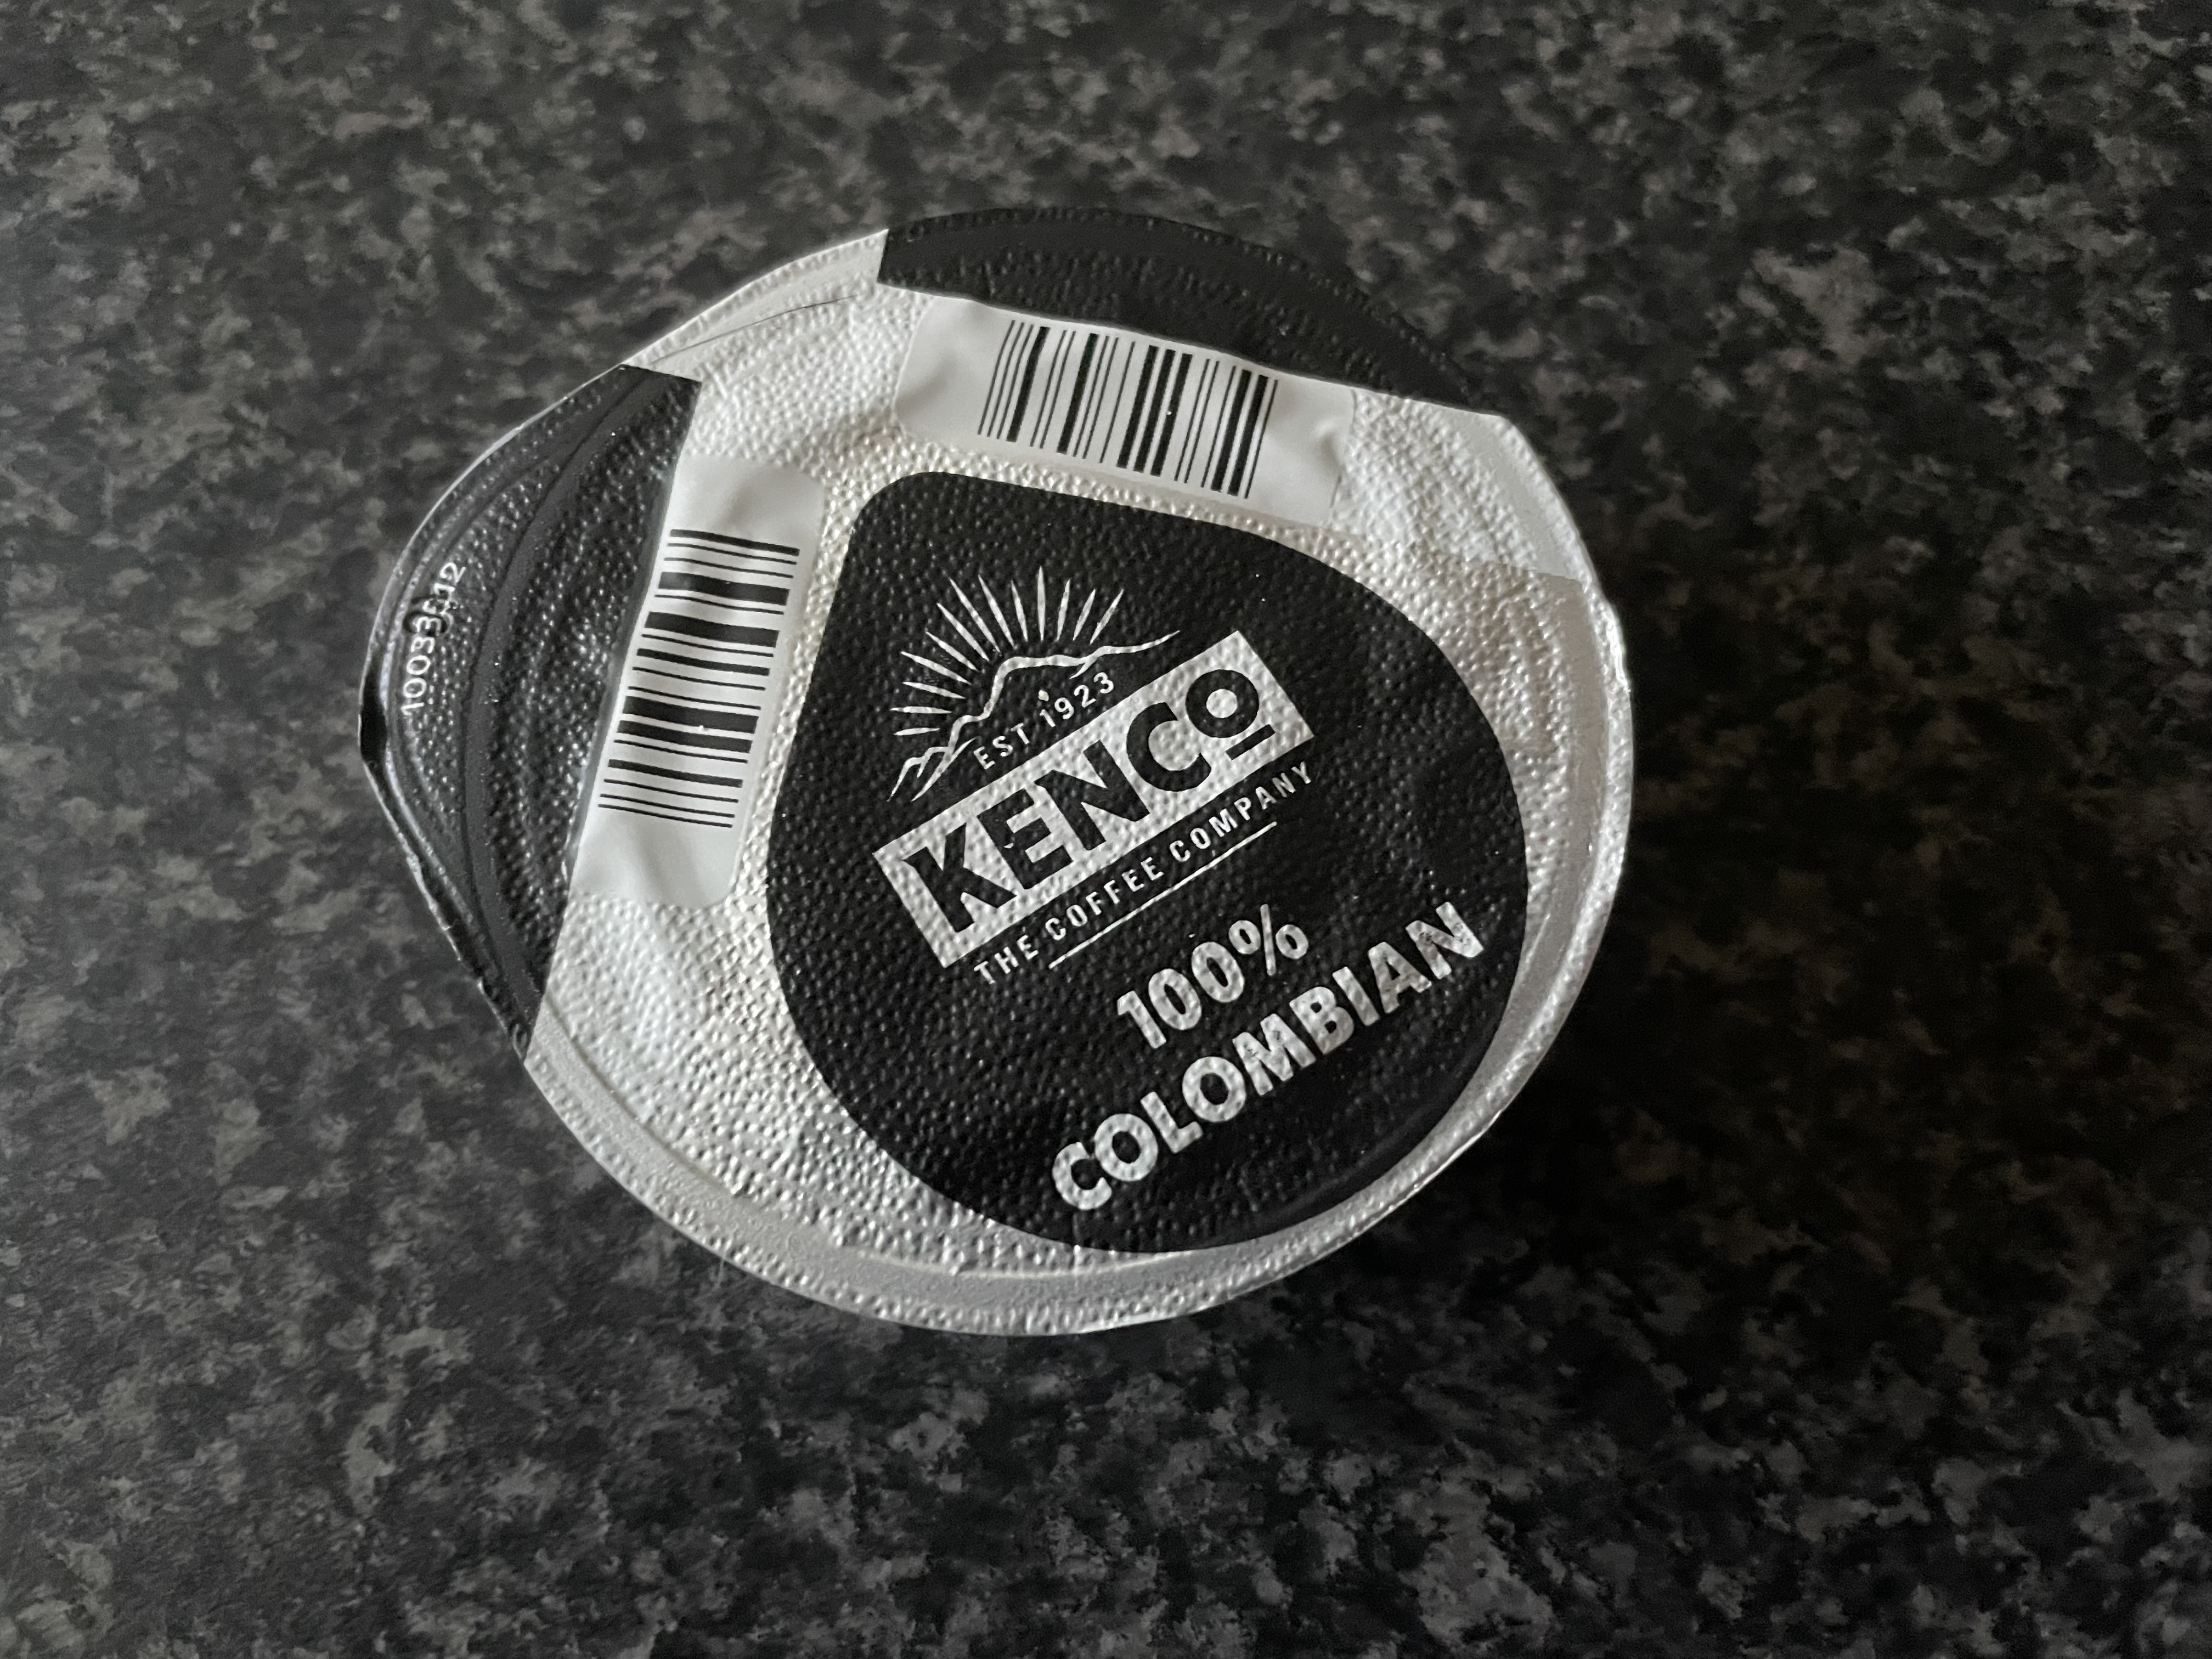 EST 1923
KENCO
THE COFFEE COMPANY
100%
COLOMBIAN